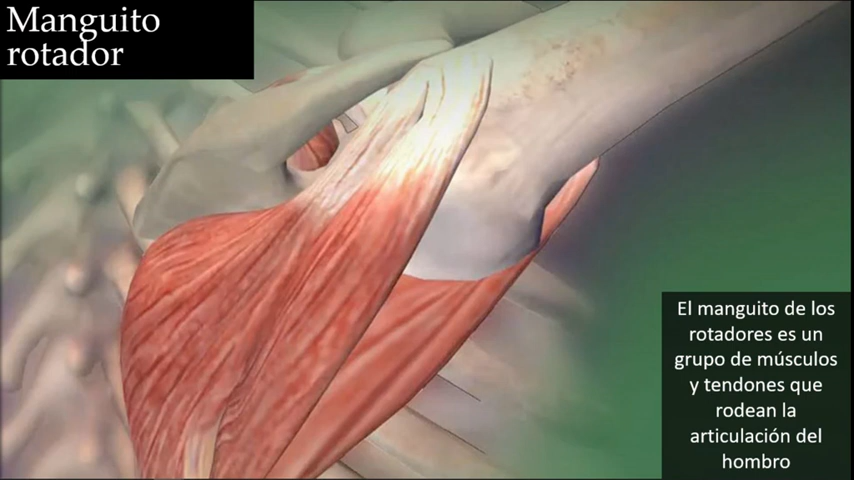 Manguito
rotador
El manguito de los
rotadores es un
grupo de músculos
y tendones que
rodean la
articulación del
hombro